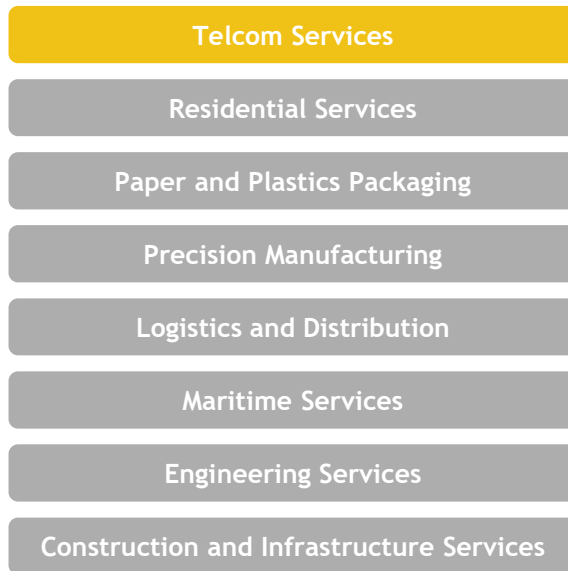 Telcom Services
Residential Services
Paper and Plastics Packaging
Precision Manufacturing
Logistics and Distribution
Maritime Services
Engineering Services
Construction and Infrastructure Services